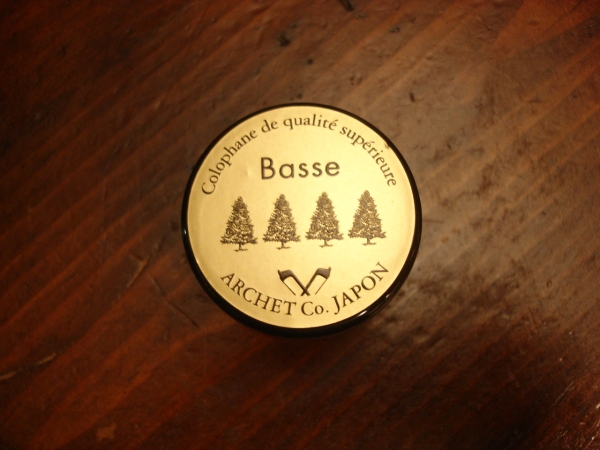 Colophane de qualité supérieure
Basse
ARCHET Co. JAPON